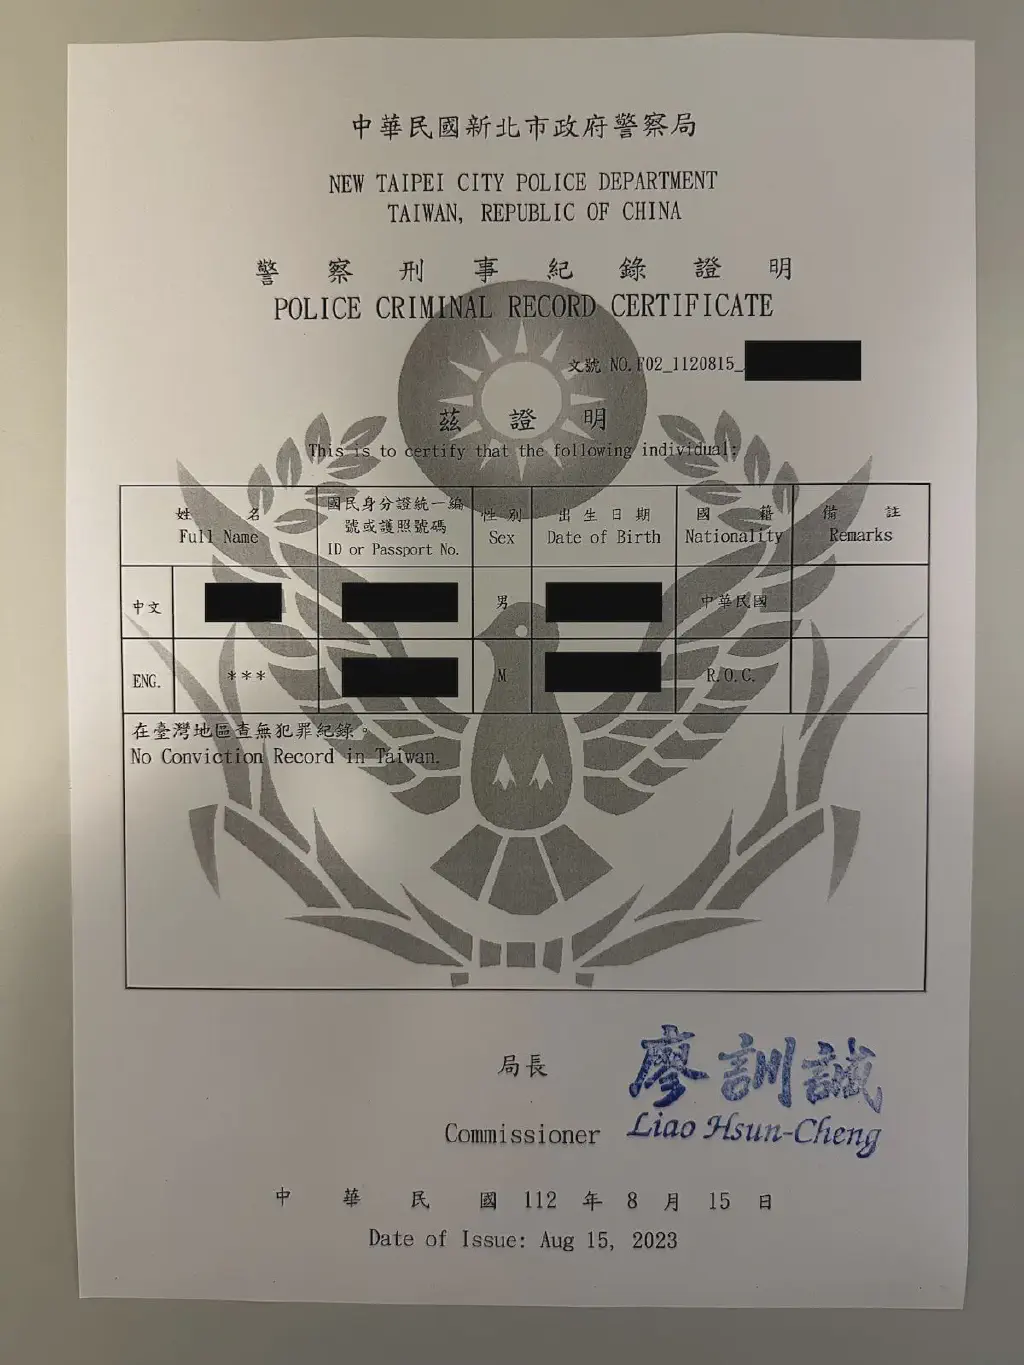 中華民國新北市政府警察局
NEW TAIPEI CITY POLICE DEPARTMENT
TAIWAN, REPUBLIC OF CHINA
警察刑事紀錄證明
POLICE CRIMINAL RECORD CERTIFICATE
文號 NO.F02_1120815_
茲證明
This is to certify that the following individual:
姓名
Full Name
國民身分證統一編
號或護照號碼
ID or Passport No.
性別
Sex
出生日期
Date of Birth
國籍
Nationality
備註
Remarks
中文
男
中華民國
ENG.
***
M
R.O.C.
在臺灣地區查無犯罪紀錄。
No Conviction Record in Taiwan.
局長
廖訓誠
Commissioner
Liao Hsun-Cheng
中華民國 112 年 8 月 15 日
Date of Issue: Aug 15, 2023